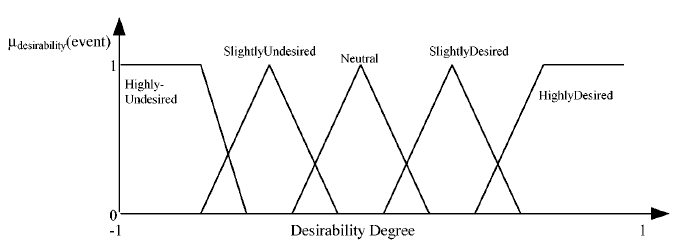 μdesirability(event)
SlightlyUndesired
Neutral
SlightlyDesired
1
Highly-
Undesired
HighlyDesired
0
-1
Desirability Degree
1